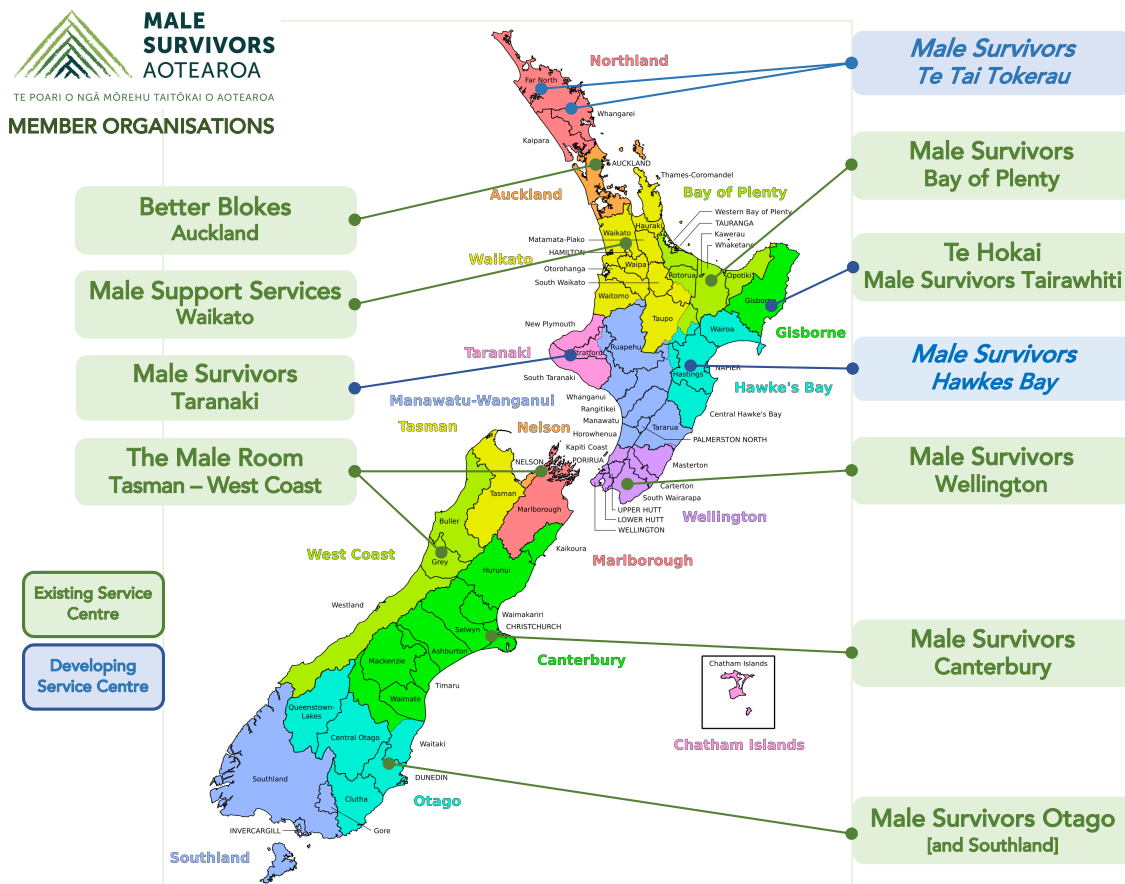 MALE
SURVIVORS
AOTEAROA
TE POARI O NGĀ MŌREHU TAITŌKAI O AOTEAROA
MEMBER ORGANISATIONS
Better Blokes
Auckland
Male Support Services
Waikato
Male Survivors
Taranaki
The Male Room
Tasman – West Coast
Existing Service
Centre
Developing
Service Centre
Male Survivors
Te Tai Tokerau
Male Survivors
Bay of Plenty
Te Hokai
Male Survivors Tairawhiti
Male Survivors
Hawkes Bay
Male Survivors
Wellington
Male Survivors
Canterbury
Male Survivors Otago
[and Southland]
Northland
Far North
Whangarei
Kaipara
AUCKLAND
Auckland
Thames-Coromandel
Bay of Plenty
Western Bay of Plenty
TAURANGA
Kawerau
Whakatane
Hauraki
Waikato
Matamata-Piako
HAMILTON
Waikato
Waipa
Otorohanga
South Waikato
Rotorua
Opotiki
Waitomo
Gisborne
Taupo
New Plymouth
Wairoa
Gisborne
Ruapehu
Taranaki
Stratford
NAPIER
Hastings
South Taranaki
Hawke's Bay
Whanganui
Manawatu-Wanganui
Rangitikei
Central Hawke's Bay
Manawatu
Tararua
Horowhenua
PALMERSTON NORTH
Tasman
Nelson
Kapiti Coast
NELSON
PORIRUA
Masterton
Carterton
South Wairarapa
UPPER HUTT
LOWER HUTT
WELLINGTON
Wellington
Tasman
Marlborough
Buller
Kaikoura
West Coast
Grey
Marlborough
Hurunui
Westland
Waimakariri
CHRISTCHURCH
Selwyn
Ashburton
Canterbury
Mackenzie
Timaru
Waimate
Chatham Islands
Chatham Islands
Queenstown-
Lakes
Central Otago
Waitaki
Southland
DUNEDIN
Clutha
Otago
INVERCARGILL
Gore
Southland